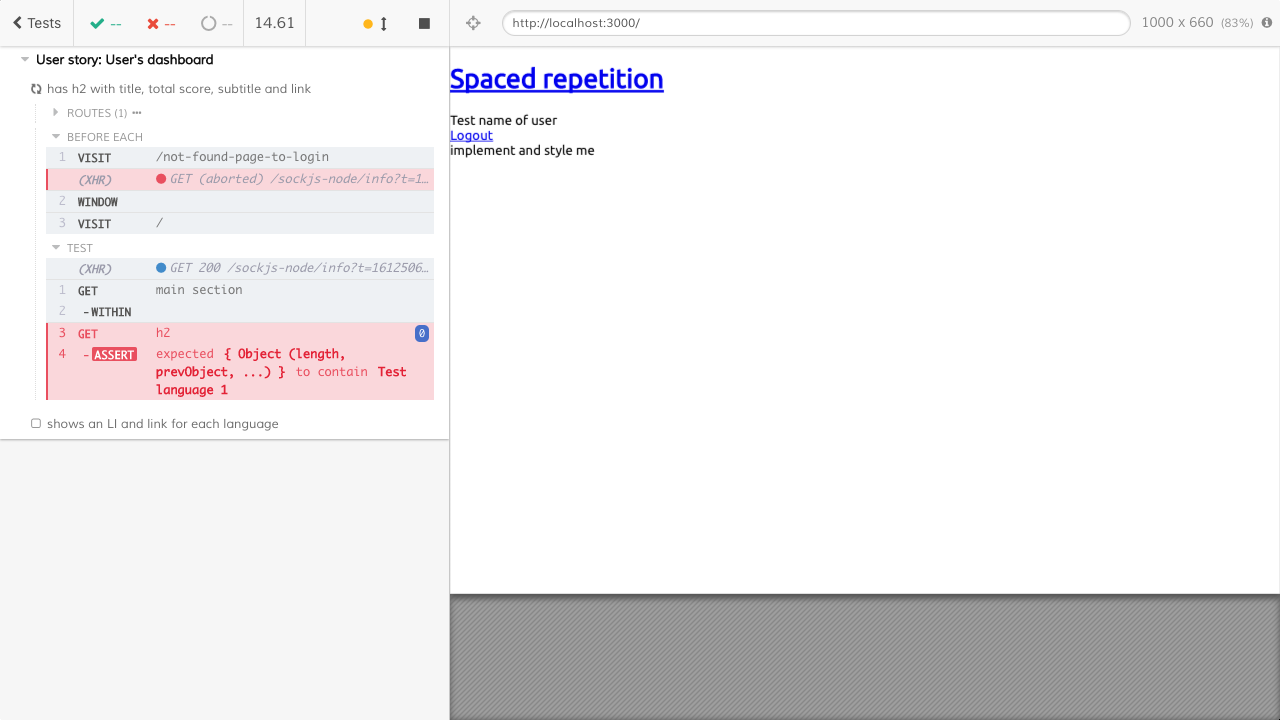 Tests
--
--
--
14.61
http://localhost:3000/
1000 x 660 (83%)
User story: User's dashboard
has h2 with title, total score, subtitle and link
ROUTES (1)
BEFORE EACH
1 VISIT /not-found-page-to-login
(XHR) GET (aborted) /sockjs-node/info?t=1…
2 WINDOW
3 VISIT /
TEST
(XHR) GET 200 /sockjs-node/info?t=1612506…
1 GET main section
2 -WITHIN
3 GET h2 0
4 -ASSERT expected { Object (length,
prevObject, ...) } to contain Test
language 1
shows an LI and link for each language
Spaced repetition
Test name of user
Logout
implement and style me